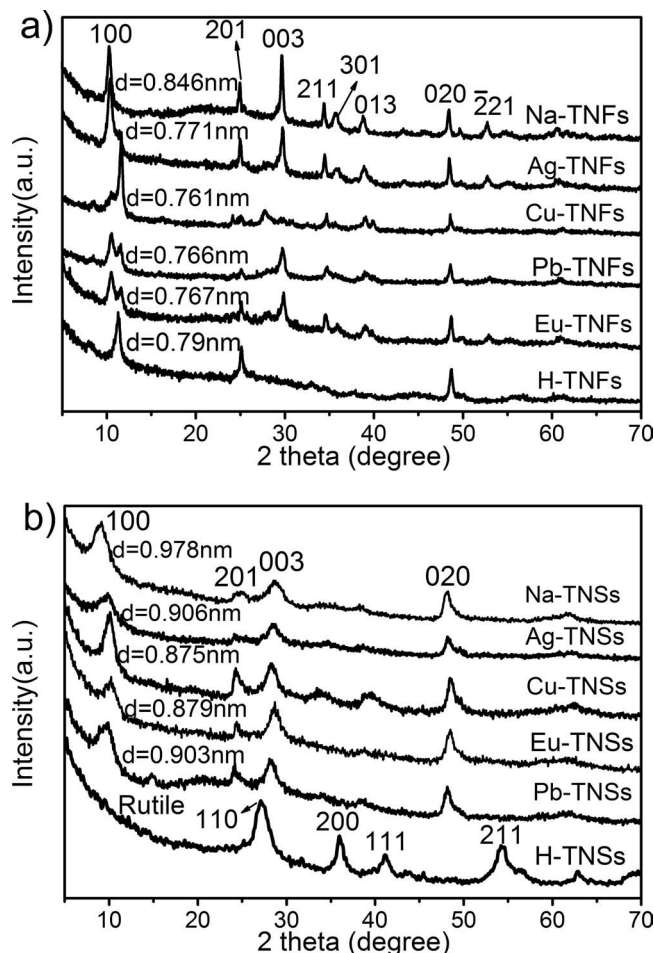 a)
100
201
003
211
301
013
020
2̅21
d=0.846nm
Na-TNFs
d=0.771nm
Ag-TNFs
d=0.761nm
Cu-TNFs
d=0.766nm
Pb-TNFs
d=0.767nm
Eu-TNFs
d=0.79nm
H-TNFs
Intensity(a.u.)
10 20 30 40 50 60 70
2 theta (degree)
b)
100
d=0.978nm
201
003
020
Na-TNSs
d=0.906nm
Ag-TNSs
d=0.875nm
Cu-TNSs
d=0.879nm
Eu-TNSs
d=0.903nm
Pb-TNSs
Rutile
110
200
111
211
H-TNSs
Intensity(a.u.)
10 20 30 40 50 60 70
2 theta (degree)